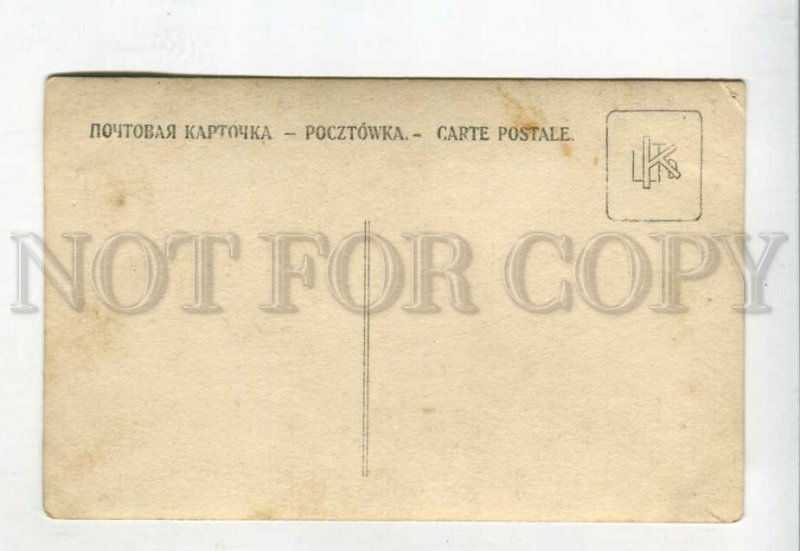 ПОЧТОВАЯ КАРТОЧКА — POCZTÓWKA. – CARTE POSTALE.
NOT FOR COPY